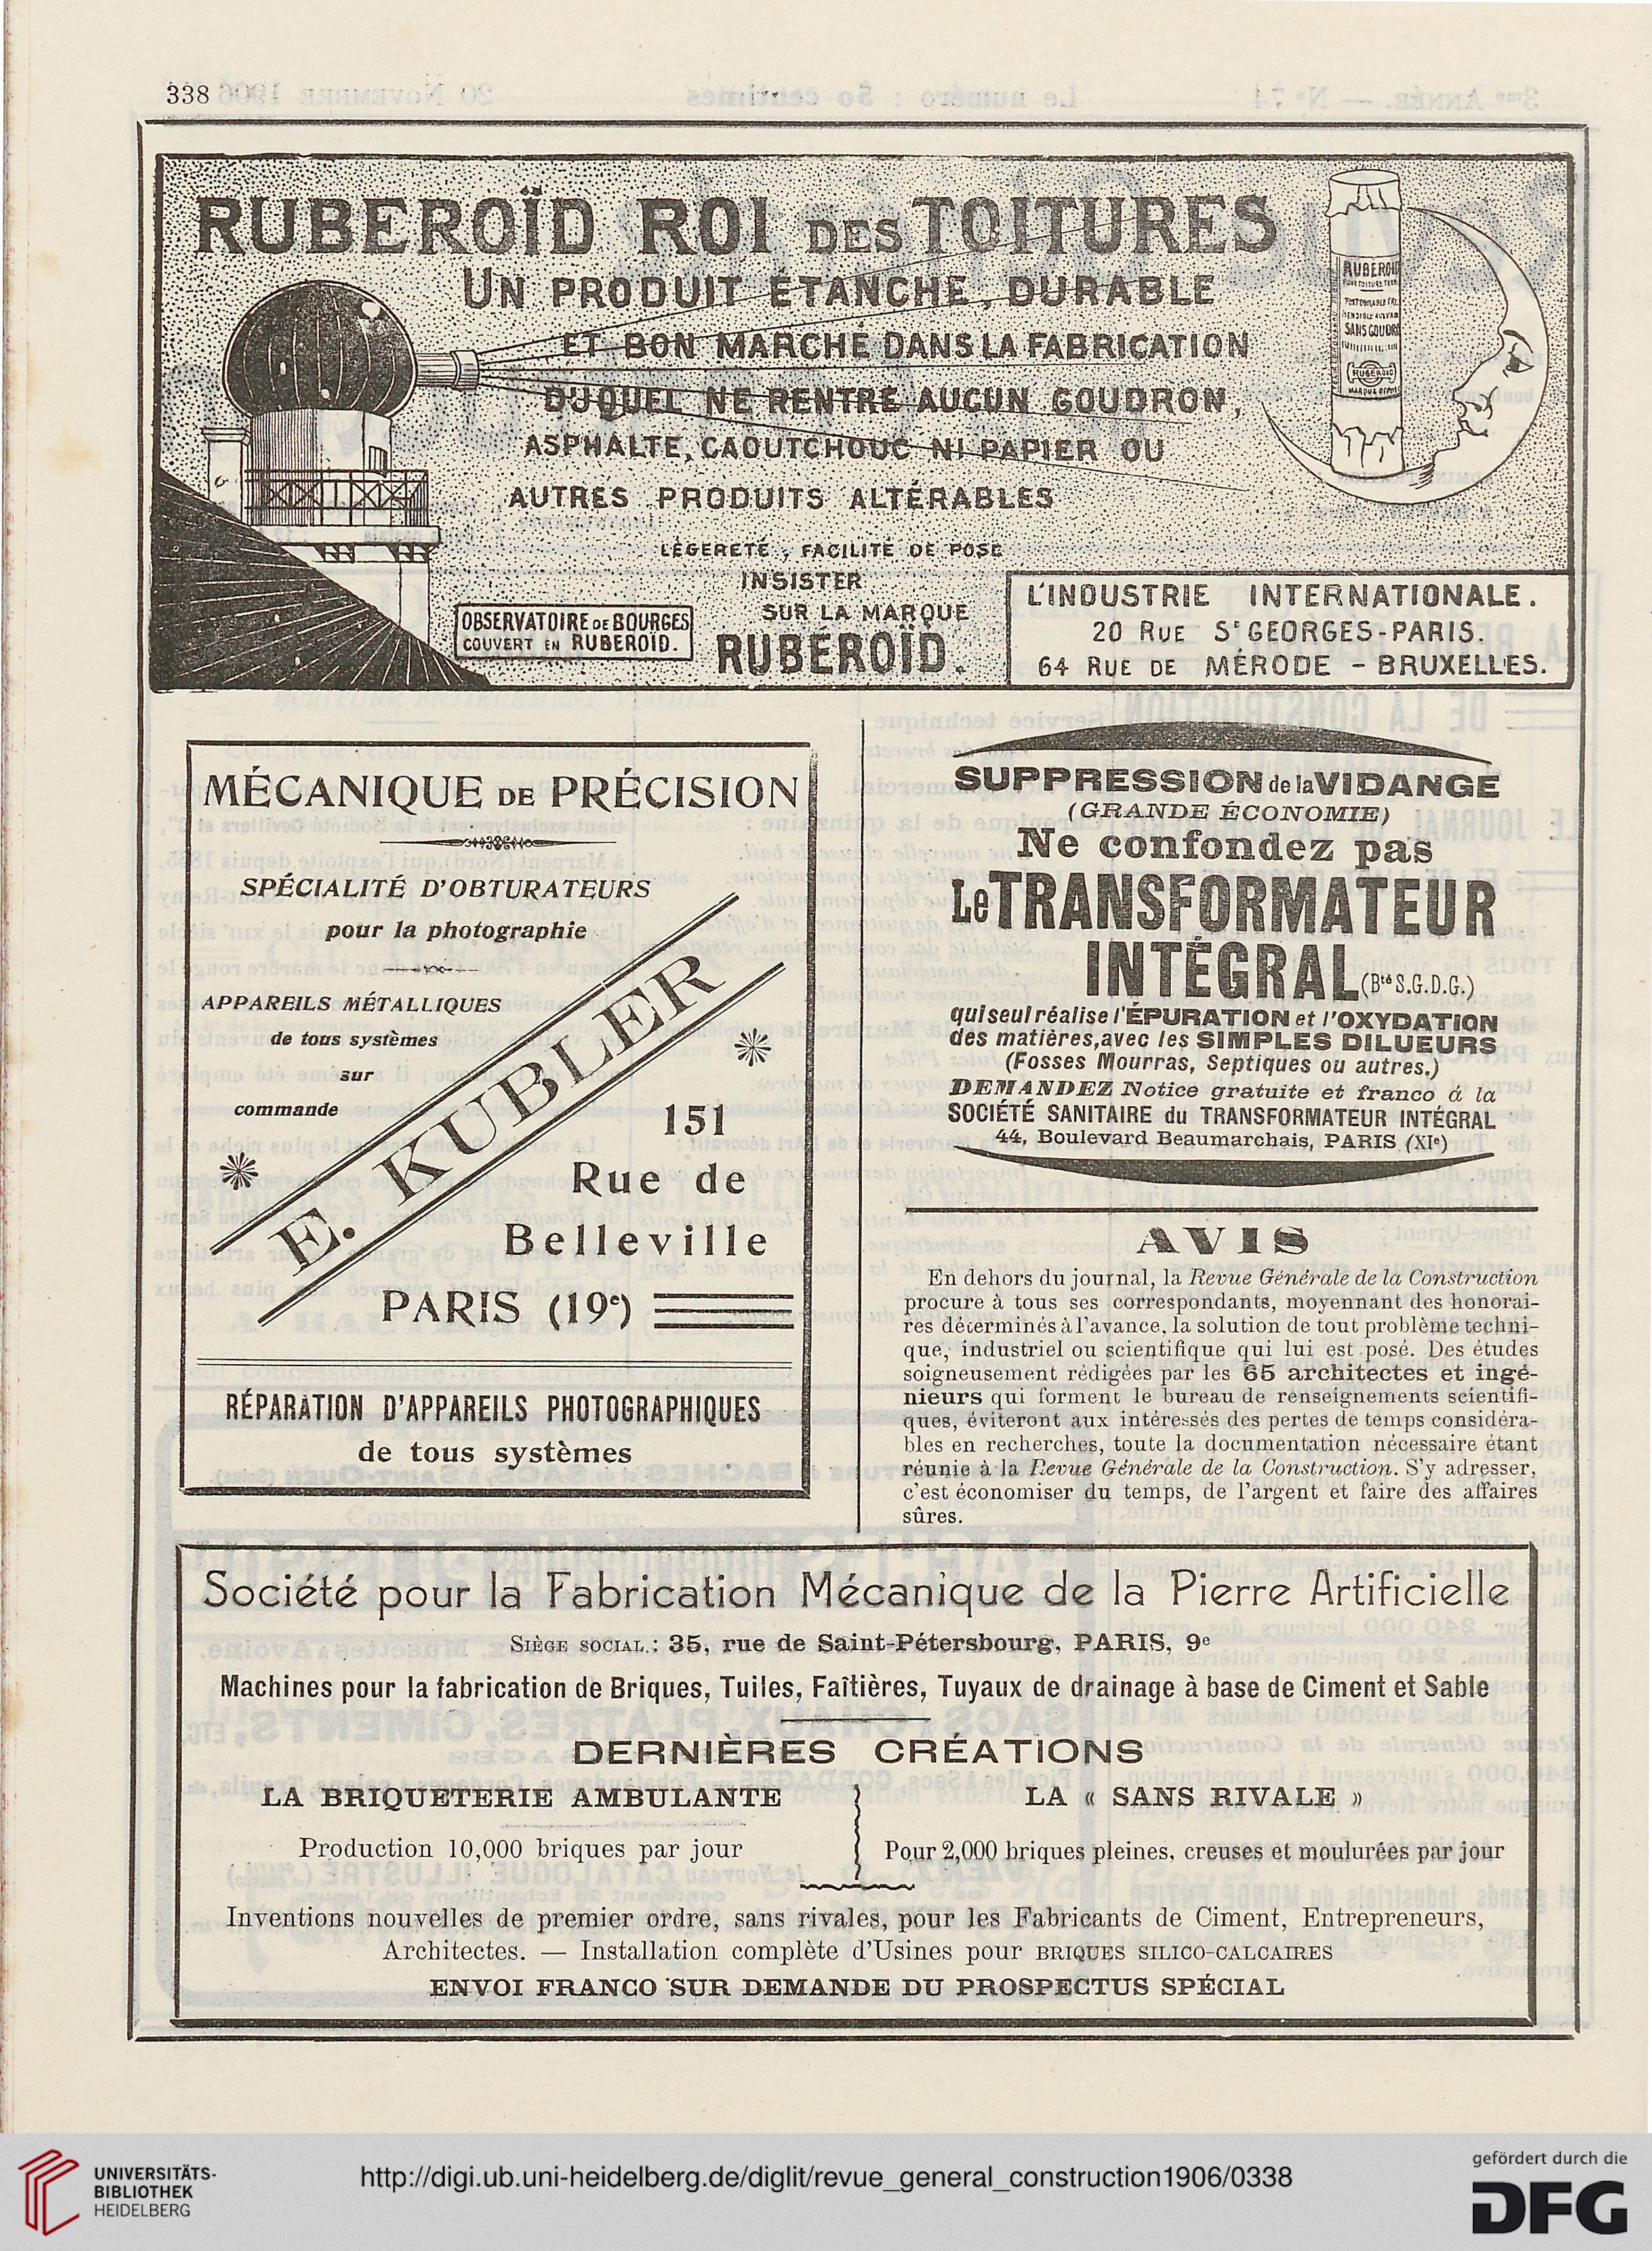 338
RUBEROÏD ROI DES TOITURES
UN PRODUIT ÉTANCHE, DURABLE
ET BON MARCHÉ DANS LA FABRICATION
DUQUEL NE RENTRE AUCUN GOUDRON,
ASPHALTE, CAOUTCHOUC NI PAPIER OU
AUTRES PRODUITS ALTÉRABLES
LÉGERETÉ, FACILITÉ DE POSE
INSISTER
SUR LA MARQUE
RUBÉROÏD.
OBSERVATOIRE DE BOURGES
COUVERT EN RUBEROID.
RUBEROID
SANS GOUDR
RUBEROID
L'INDUSTRIE INTERNATIONALE.
20 RUE St GEORGES-PARIS.
64 RUE DE MÉRODE - BRUXELLES.
MÉCANIQUE DE PRÉCISION
SPÉCIALITÉ D'OBTURATEURS
pour la photographie
APPAREILS MÉTALLIQUES
de tous systèmes
sur
commande
E. KUBLER
151
Rue de
Belleville
PARIS (19e)
RÉPARATION D'APPAREILS PHOTOGRAPHIQUES
de tous systèmes
SUPPRESSION de la VIDANGE
(GRANDE ÉCONOMIE)
Ne confondez pas
Le TRANSFORMATEUR
INTÉGRAL (Bté S.G.D.G.)
qui seul réalise l'ÉPURATION et l'OXYDATION
des matières, avec les SIMPLES DILUEURS
(Fosses Mourras, Septiques ou autres.)
DEMANDEZ Notice gratuite et franco à la
SOCIÉTÉ SANITAIRE du TRANSFORMATEUR INTÉGRAL
44, Boulevard Beaumarchais, PARIS (XIe)
AVIS
En dehors du journal, la Revue Générale de la Construction
procure à tous ses correspondants, moyennant des honorai-
res déterminés à l'avance, la solution de tout problème techni-
que, industriel ou scientifique qui lui est posé. Des études
soigneusement rédigées par les 65 architectes et ingé-
nieurs qui forment le bureau de renseignements scientifi-
ques, éviteront aux intéressés des pertes de temps considéra-
bles en recherches, toute la documentation nécessaire étant
réunie à la Revue Générale de la Construction. S'y adresser,
c'est économiser du temps, de l'argent et faire des affaires
sûres.
Société pour la Fabrication Mécanique de la Pierre Artificielle
SIÈGE SOCIAL : 35, rue de Saint-Pétersbourg, PARIS, 9e
Machines pour la fabrication de Briques, Tuiles, Faîtières, Tuyaux de drainage à base de Ciment et Sable
DERNIÈRES CRÉATIONS
LA BRIQUETERIE AMBULANTE
Production 10,000 briques par jour
LA « SANS RIVALE »
Pour 2,000 briques pleines, creuses et moulurées par jour
Inventions nouvelles de premier ordre, sans rivales, pour les Fabricants de Ciment, Entrepreneurs,
Architectes. — Installation complète d'Usines pour BRIQUES SILICO-CALCAIRES
ENVOI FRANCO SUR DEMANDE DU PROSPECTUS SPÉCIAL
UNIVERSITÄTS-
BIBLIOTHEK
HEIDELBERG
http://digi.ub.uni-heidelberg.de/diglit/revue_general_construction1906/0338
gefördert durch die
DFG